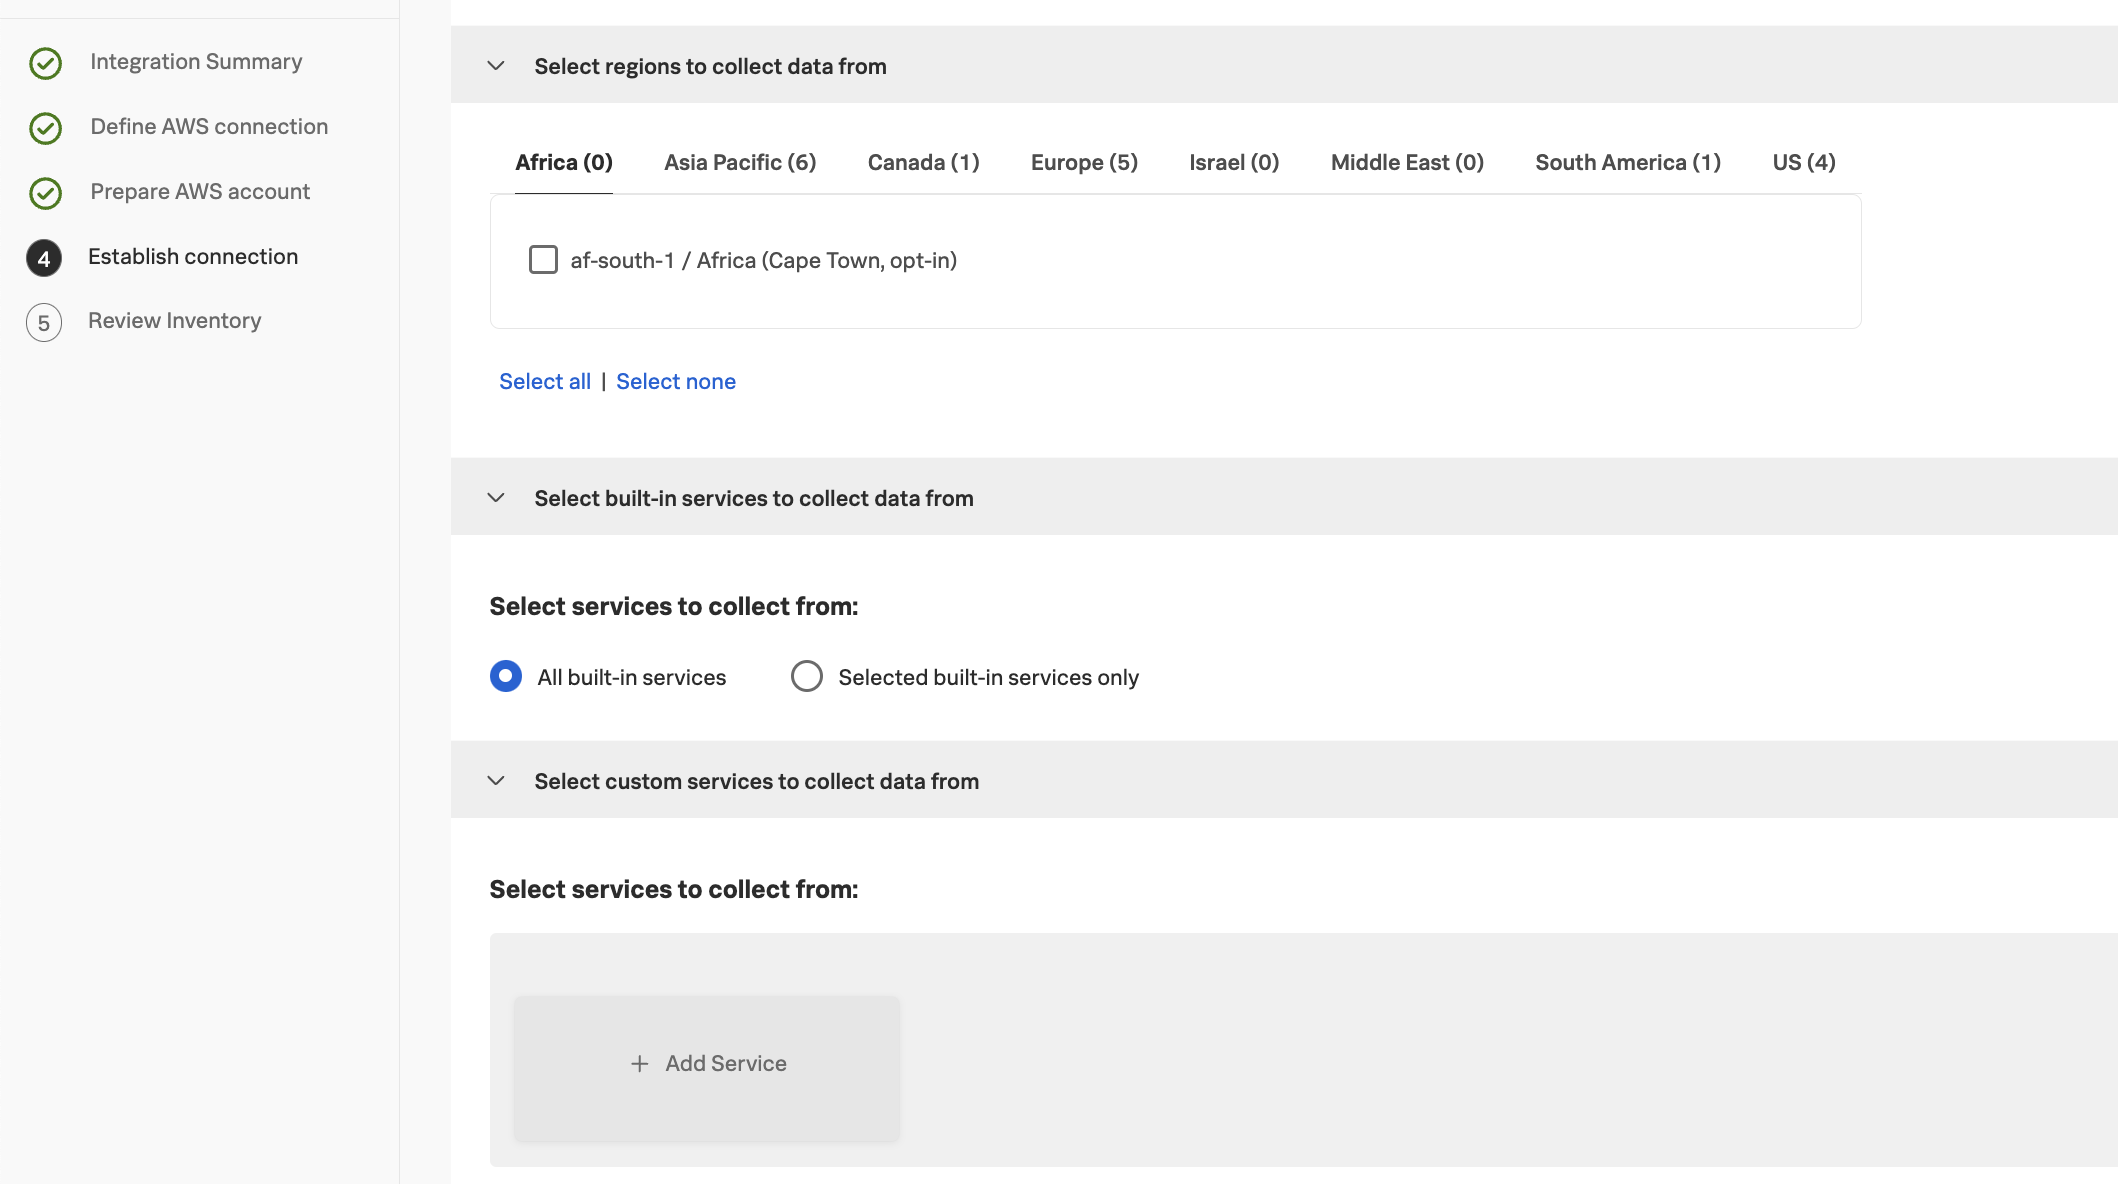 Integration Summary
Define AWS connection
Prepare AWS account
4 Establish connection
5 Review Inventory
Select regions to collect data from
Africa (0) Asia Pacific (6) Canada (1) Europe (5) Israel (0) Middle East (0) South America (1) US (4)
af-south-1 / Africa (Cape Town, opt-in)
Select all | Select none
Select built-in services to collect data from
Select services to collect from:
All built-in services Selected built-in services only
Select custom services to collect data from
Select services to collect from:
+ Add Service